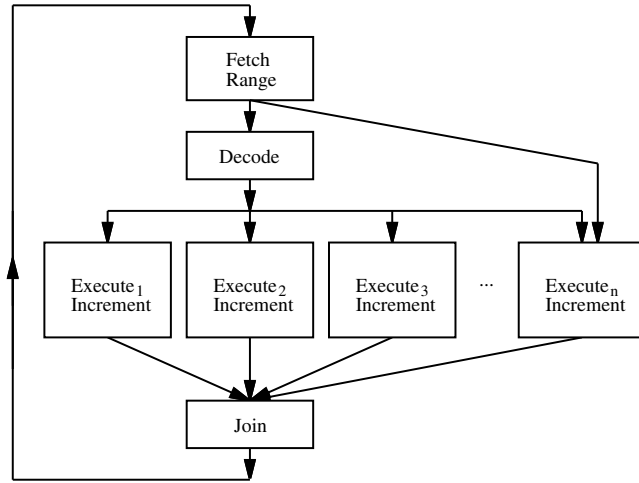 Fetch
Range
Decode
Execute1
Increment
Execute2
Increment
Execute3
Increment
...
Executen
Increment
Join